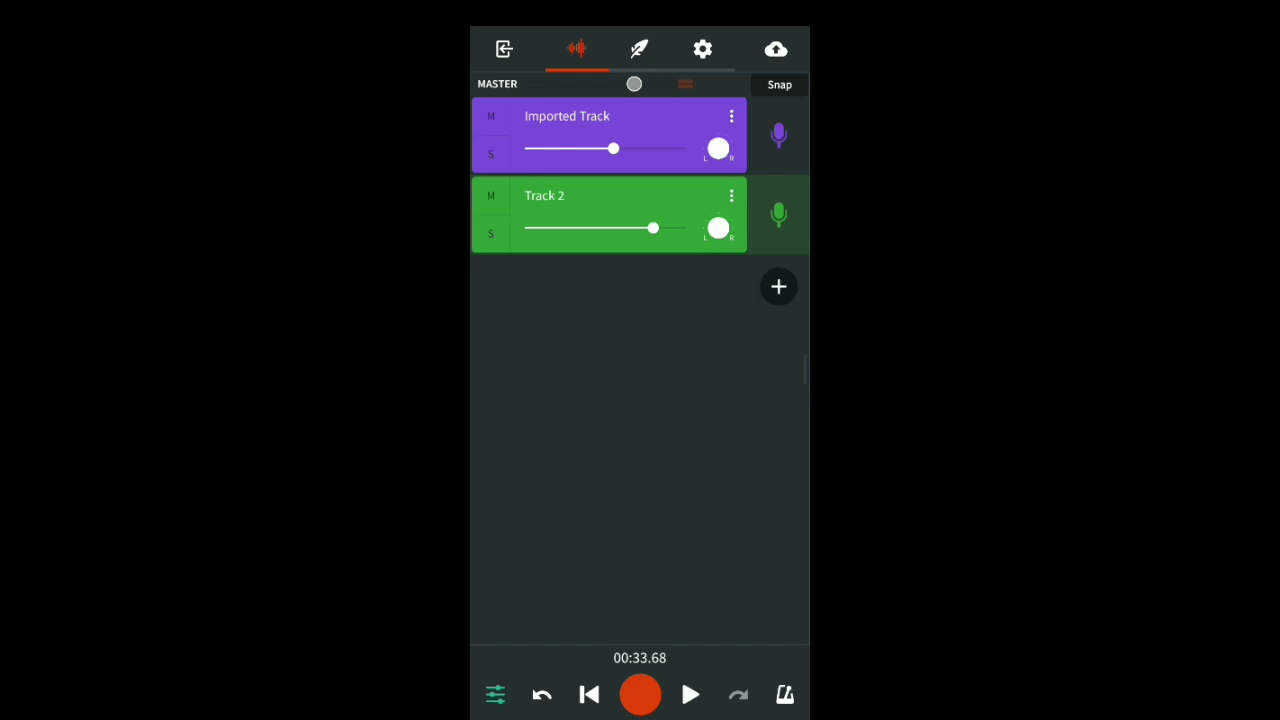 MASTER Snap
M Imported Track
S L R
M Track 2
S L R
00:33.68